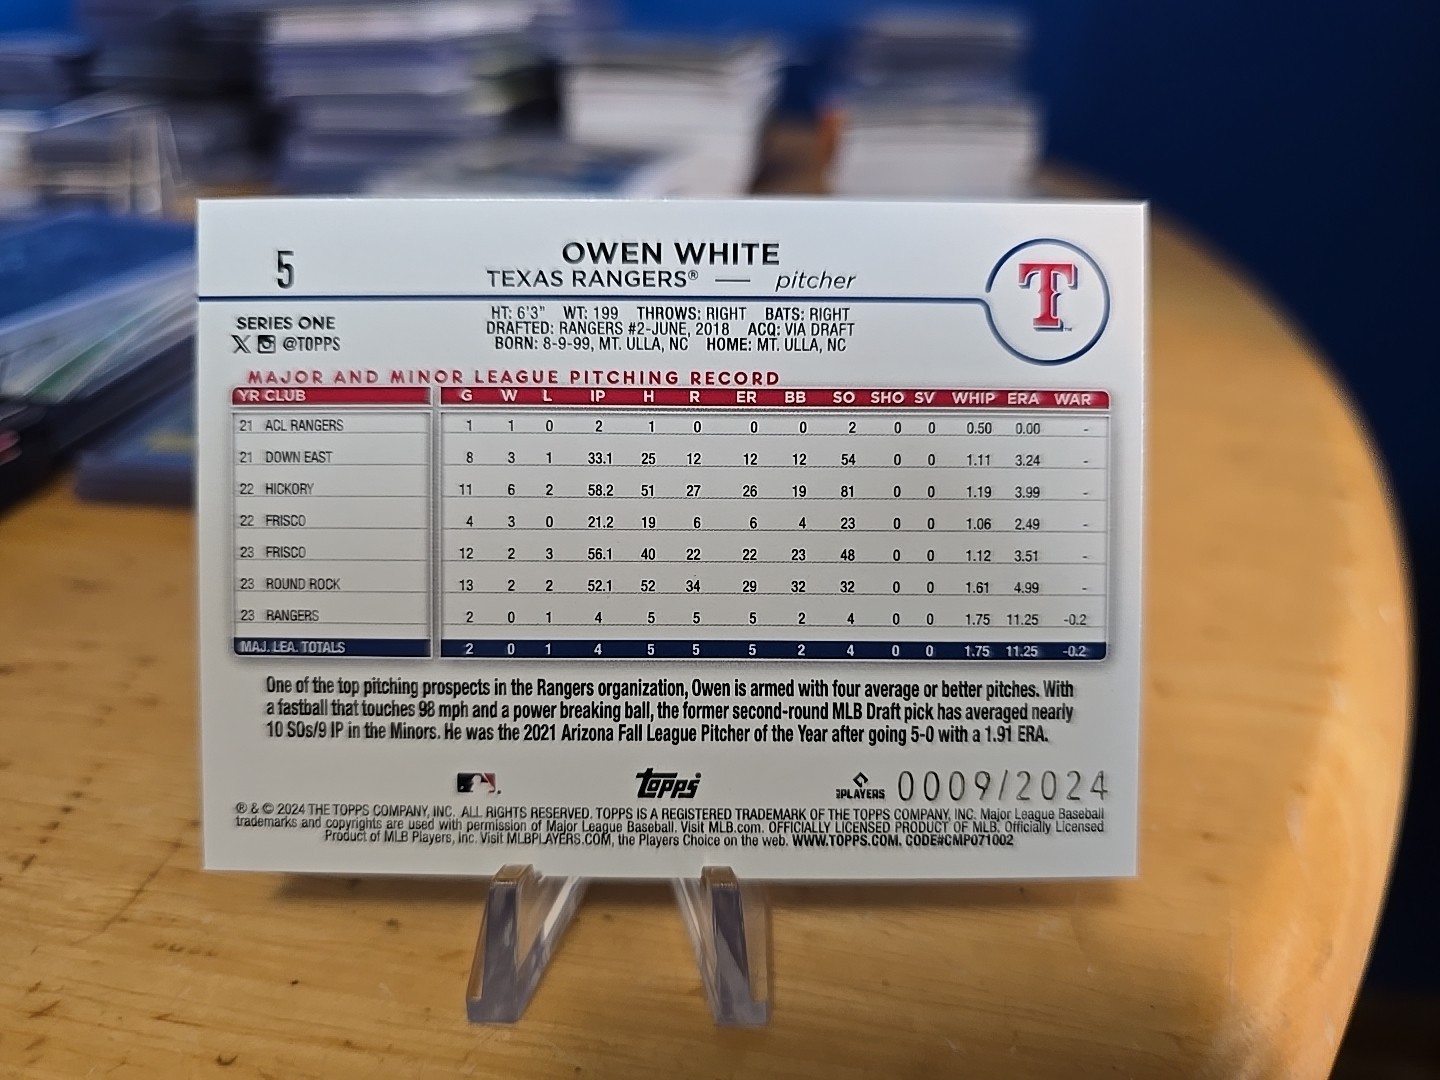 5
OWEN WHITE
TEXAS RANGERS® — pitcher
T
SERIES ONE
@TOPPS
HT: 6'3" WT: 199 THROWS: RIGHT BATS: RIGHT
DRAFTED: RANGERS #2-JUNE, 2018 ACQ: VIA DRAFT
BORN: 8-9-99, MT. ULLA, NC HOME: MT. ULLA, NC
MAJOR AND MINOR LEAGUE PITCHING RECORD
YR CLUB G W L IP H R ER BB SO SHO SV WHIP ERA WAR
21 ACL RANGERS 1 1 0 2 1 0 0 0 2 0 0 0.50 0.00 -
21 DOWN EAST 8 3 1 33.1 25 12 12 12 54 0 0 1.11 3.24 -
22 HICKORY 11 6 2 58.2 51 27 26 19 81 0 0 1.19 3.99 -
22 FRISCO 4 3 0 21.2 19 6 6 4 23 0 0 1.06 2.49 -
23 FRISCO 12 2 3 56.1 40 22 22 23 48 0 0 1.12 3.51 -
23 ROUND ROCK 13 2 2 52.1 52 34 29 32 32 0 0 1.61 4.99 -
23 RANGERS 2 0 1 4 5 5 5 2 4 0 0 1.75 11.25 -0.2
MAJ. LEA. TOTALS 2 0 1 4 5 5 5 2 4 0 0 1.75 11.25 -0.2
One of the top pitching prospects in the Rangers organization, Owen is armed with four average or better pitches. With
a fastball that touches 98 mph and a power breaking ball, the former second-round MLB Draft pick has averaged nearly
10 SOs/9 IP in the Minors. He was the 2021 Arizona Fall League Pitcher of the Year after going 5-0 with a 1.91 ERA.
Topps
PLAYERS
0009/2024
® & © 2024 THE TOPPS COMPANY, INC. ALL RIGHTS RESERVED. TOPPS IS A REGISTERED TRADEMARK OF THE TOPPS COMPANY, INC. Major League Baseball
trademarks and copyrights are used with permission of Major League Baseball. Visit MLB.com. OFFICIALLY LICENSED PRODUCT OF MLB. Officially Licensed
Product of MLB Players, Inc. Visit MLBPLAYERS.COM, the Players Choice on the web. WWW.TOPPS.COM. CODE#CMP071002